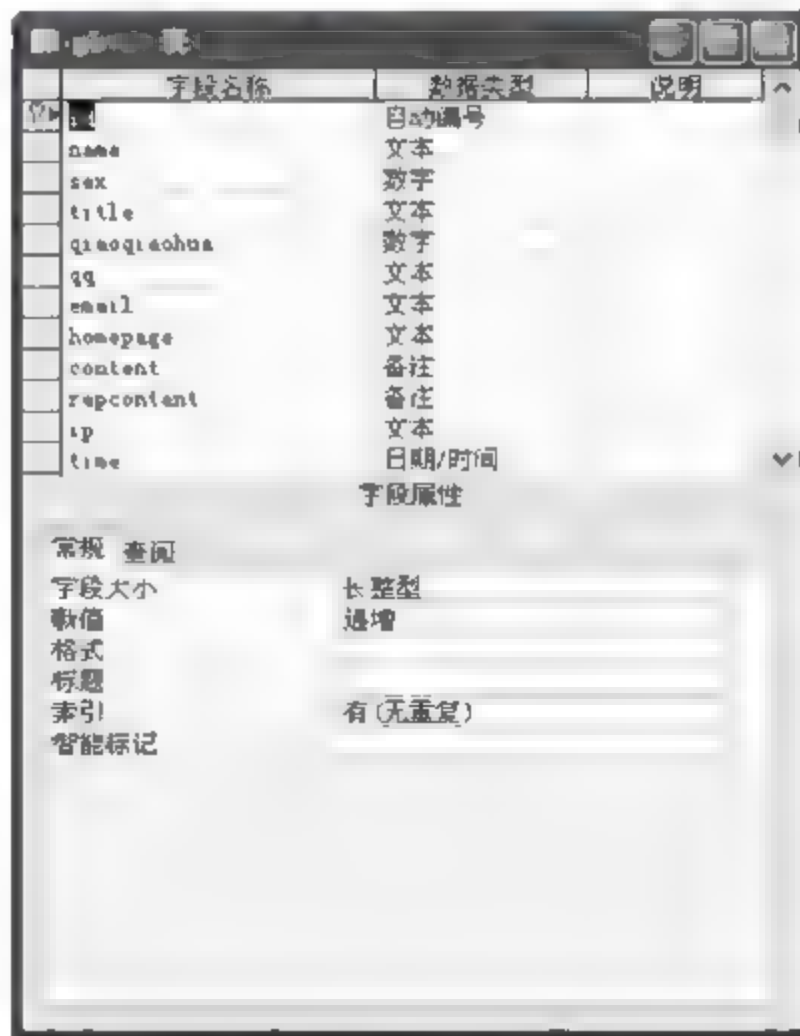 表
字段名称 数据类型 说明
id 自动编号
name 文本
sex 数字
title 文本
qiaoqiaohua 数字
qq 文本
email 文本
homepage 文本
content 备注
repcontent 备注
ip 文本
time 日期/时间
字段属性
常规 查阅
字段大小 长整型
新值 递增
格式
标题
索引 有(无重复)
智能标记